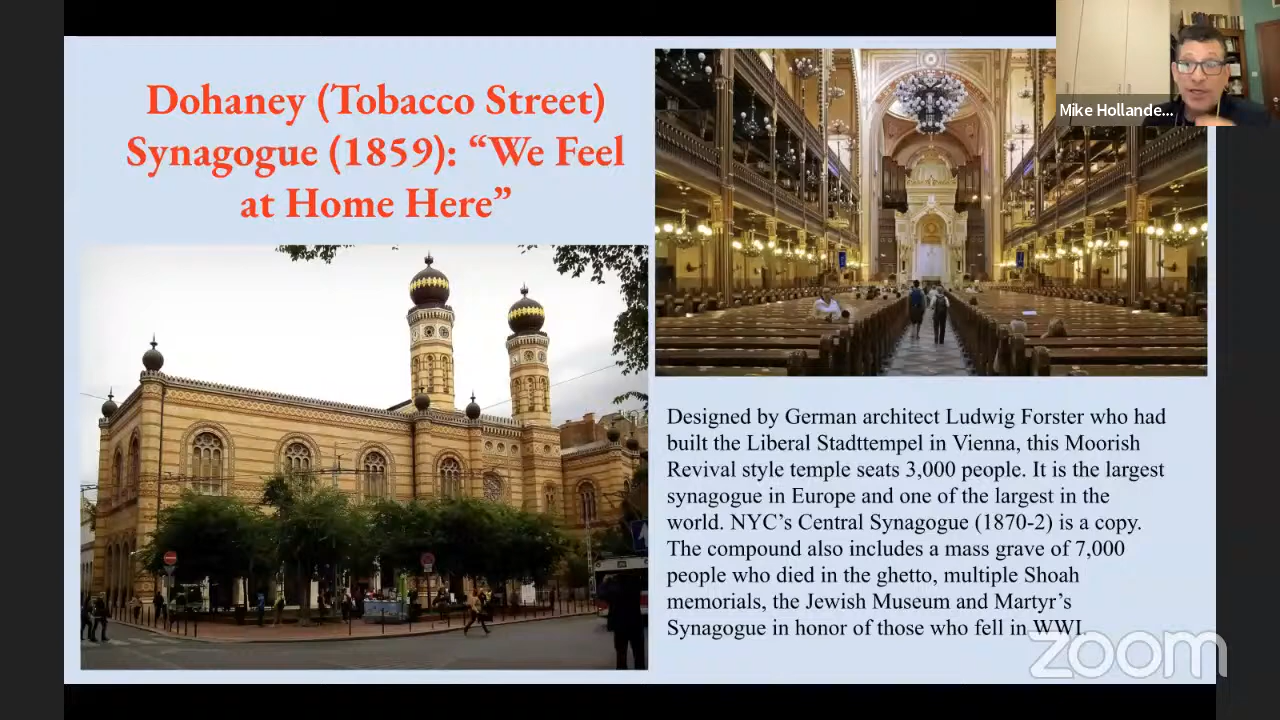 Dohaney (Tobacco Street)
Synagogue (1859): “We Feel
at Home Here”
Mike Hollande...
Designed by German architect Ludwig Forster who had
built the Liberal Stadttempel in Vienna, this Moorish
Revival style temple seats 3,000 people. It is the largest
synagogue in Europe and one of the largest in the
world. NYC’s Central Synagogue (1870-2) is a copy.
The compound also includes a mass grave of 7,000
people who died in the ghetto, multiple Shoah
memorials, the Jewish Museum and Martyr’s
Synagogue in honor of those who fell in WWI.
zoom